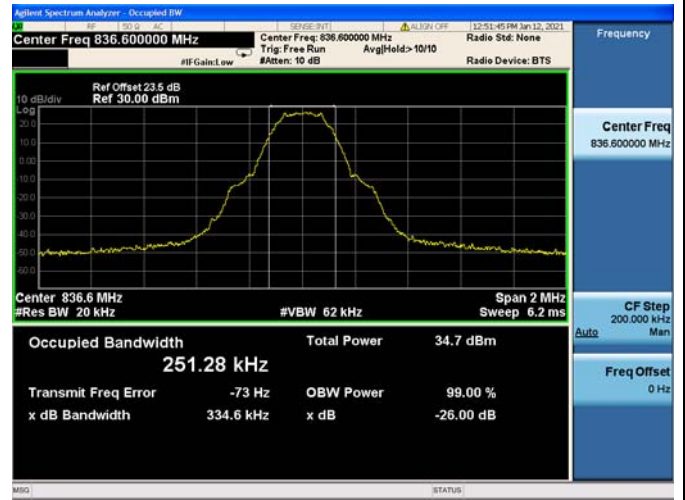 Agilent Spectrum Analyzer - Occupied BW
RF 50 Ω AC SENSE:INT ALIGN OFF 12:51:45 PM Jan 12, 2021
Center Freq 836.600000 MHz Center Freq: 836.600000 MHz Radio Std: None
Trig: Free Run Avg|Hold:> 10/10
#IFGain:Low #Atten: 10 dB Radio Device: BTS
Ref Offset 23.5 dB
10 dB/div Ref 30.00 dBm
Log
20.0
10.0
0.00
-10.0
-20.0
-30.0
-40.0
-50.0
-60.0
Center 836.6 MHz Span 2 MHz
#Res BW 20 kHz #VBW 62 kHz Sweep 6.2 ms
Occupied Bandwidth Total Power 34.7 dBm
251.28 kHz
Transmit Freq Error -73 Hz OBW Power 99.00 %
x dB Bandwidth 334.6 kHz x dB -26.00 dB
MSG STATUS
Frequency
Center Freq
836.600000 MHz
CF Step
200.000 kHz
Auto Man
Freq Offset
0 Hz